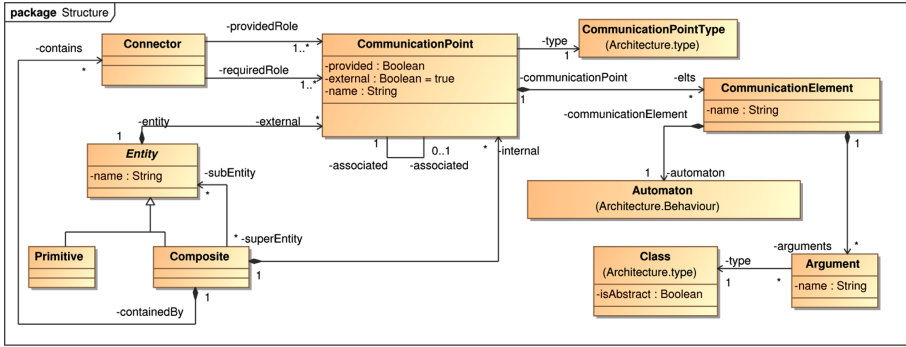 package Structure
-contains
*
Connector
-providedRole
1..*
-requiredRole
1..*
CommunicationPoint
-provided : Boolean
-external : Boolean = true
-name : String
-type
1
CommunicationPointType
(Architecture.type)
-communicationPoint
1
-elts
*
CommunicationElement
-name : String
-communicationElement
1
1
-automaton
Automaton
(Architecture.Behaviour)
-entity
1
-external
*
1
0..1
-associated
-associated
*
-internal
Entity
-name : String
-subEntity
*
*
-superEntity
Primitive
Composite
1
1
-containedBy
-arguments
*
Class
(Architecture.type)
-isAbstract : Boolean
-type
1
*
Argument
-name : String